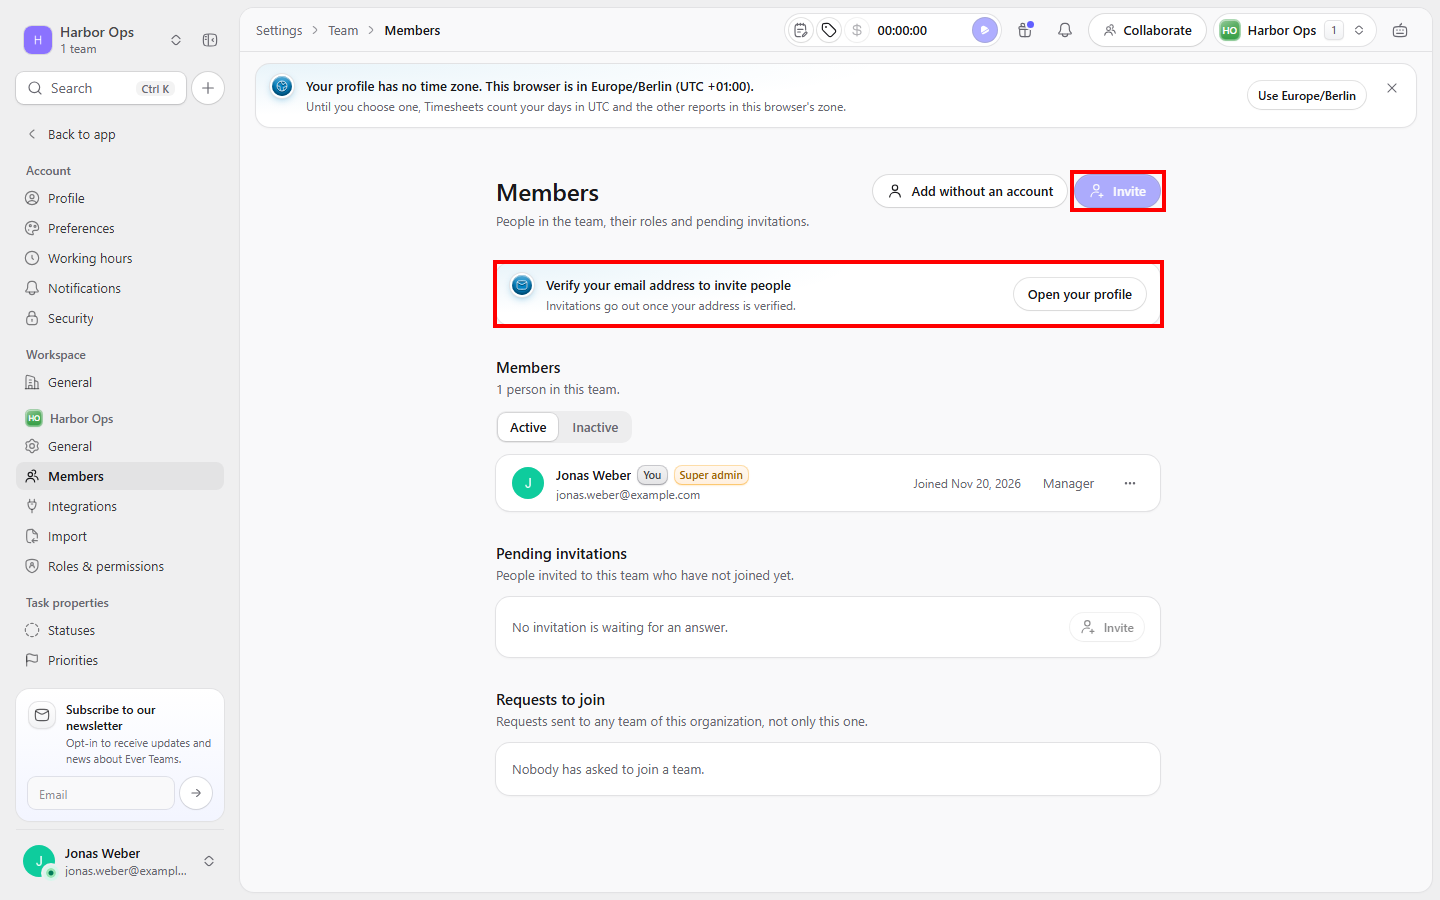 H
Harbor Ops
1 team
Search
Ctrl K
Back to app
Account
Profile
Preferences
Working hours
Notifications
Security
Workspace
General
HO Harbor Ops
General
Members
Integrations
Import
Roles & permissions
Task properties
Statuses
Priorities
Subscribe to our
newsletter
Opt-in to receive updates and
news about Ever Teams.
Email
J
Jonas Weber
jonas.weber@exampl...
Settings > Team > Members
00:00:00
Collaborate
HO Harbor Ops 1
Your profile has no time zone. This browser is in Europe/Berlin (UTC +01:00).
Until you choose one, Timesheets count your days in UTC and the other reports in this browser's zone.
Use Europe/Berlin
Members
People in the team, their roles and pending invitations.
Add without an account
Invite
Verify your email address to invite people
Invitations go out once your address is verified.
Open your profile
Members
1 person in this team.
Active
Inactive
J
Jonas Weber You Super admin
jonas.weber@example.com
Joined Nov 20, 2026
Manager
Pending invitations
People invited to this team who have not joined yet.
No invitation is waiting for an answer.
Invite
Requests to join
Requests sent to any team of this organization, not only this one.
Nobody has asked to join a team.